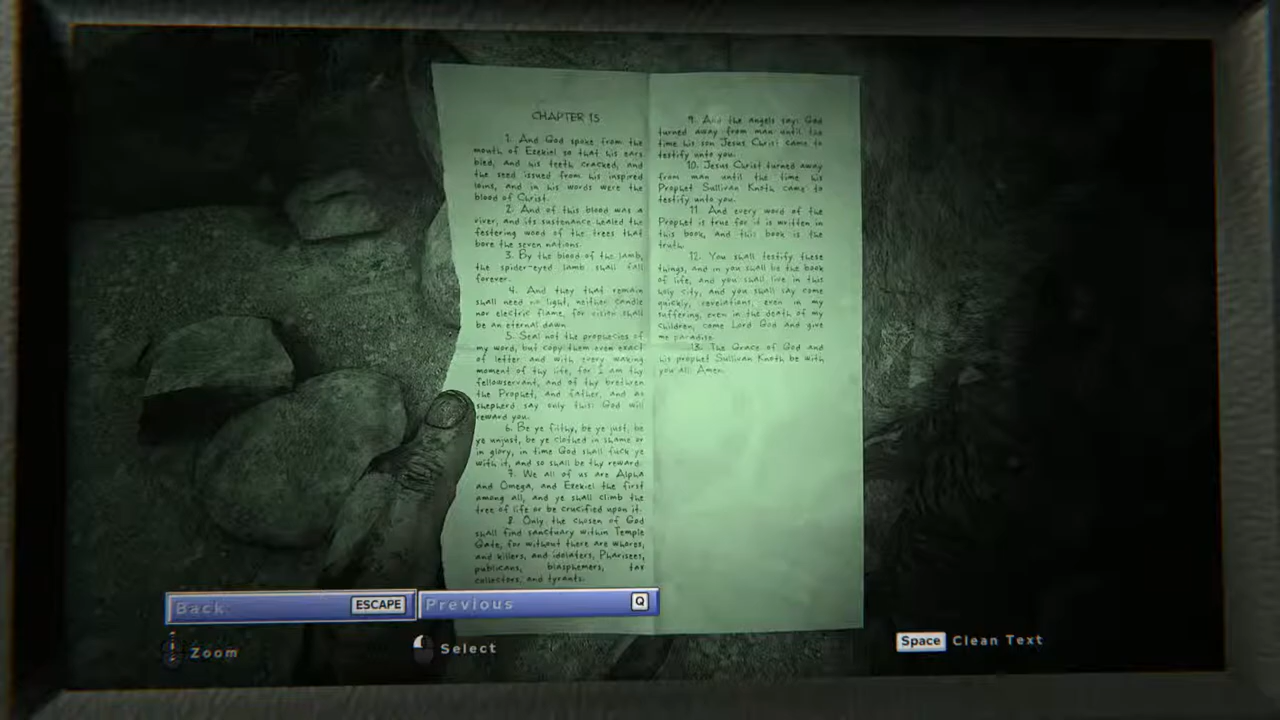 CHAPTER 15
1. And God spoke from the
mouth of Ezekiel so that his ears
bled, and his teeth cracked, and
the seed issued from his inspired
loins, and in his words were the
blood of Christ.
2. And of this blood was a
river, and its sustenance healed the
festering wood of the trees that
bore the seven nations.
3. By the blood of the lamb,
the spider-eyed lamb shall fall
forever.
4. And they that remain
shall need no light, neither candle
nor electric flame, for vision shall
be an eternal dawn
5. Seal not the prophecies of
my word, but copy them even exact
of letter and with every waking
moment of thy life, for I am thy
fellowservant, and of thy brethren
the Prophet, and father, and as
shepherd say only this: God will
reward you.
6. Be ye filthy, be ye just, be
ye unjust, be ye clothed in shame or
in glory, in time God shall fuck ye
with it, and so shall be thy reward.
7. We all of us are Alpha
and Omega, and Ezekiel the first
among all, and ye shall climb the
tree of life or be crucified upon it.
8. Only the chosen of God
shall find sanctuary within Temple
Gate, for without there are whores,
and killers, and idolaters, Pharisees,
publicans, blasphemers, tax
collectors, and tyrants.
9. And the angels say: God
turned away from man until the
time his son Jesus Christ came to
testify unto you.
10. Jesus Christ turned away
from man until the time his
Prophet Sullivan Knoth came to
testify unto you.
11. And every word of the
Prophet is true for it is written in
this book, and this book is the
truth.
12. You shall testify these
things, and in you shall be the book
of life, and you shall live in this
holy city, and you shall say come
quickly, revelations, even in my
suffering, even in the death of my
children, come Lord God and give
me paradise.
13. The Grace of God and
his prophet Sullivan Knoth be with
you all. Amen.
Back ESCAPE Previous Q
Zoom Select Space Clean Text